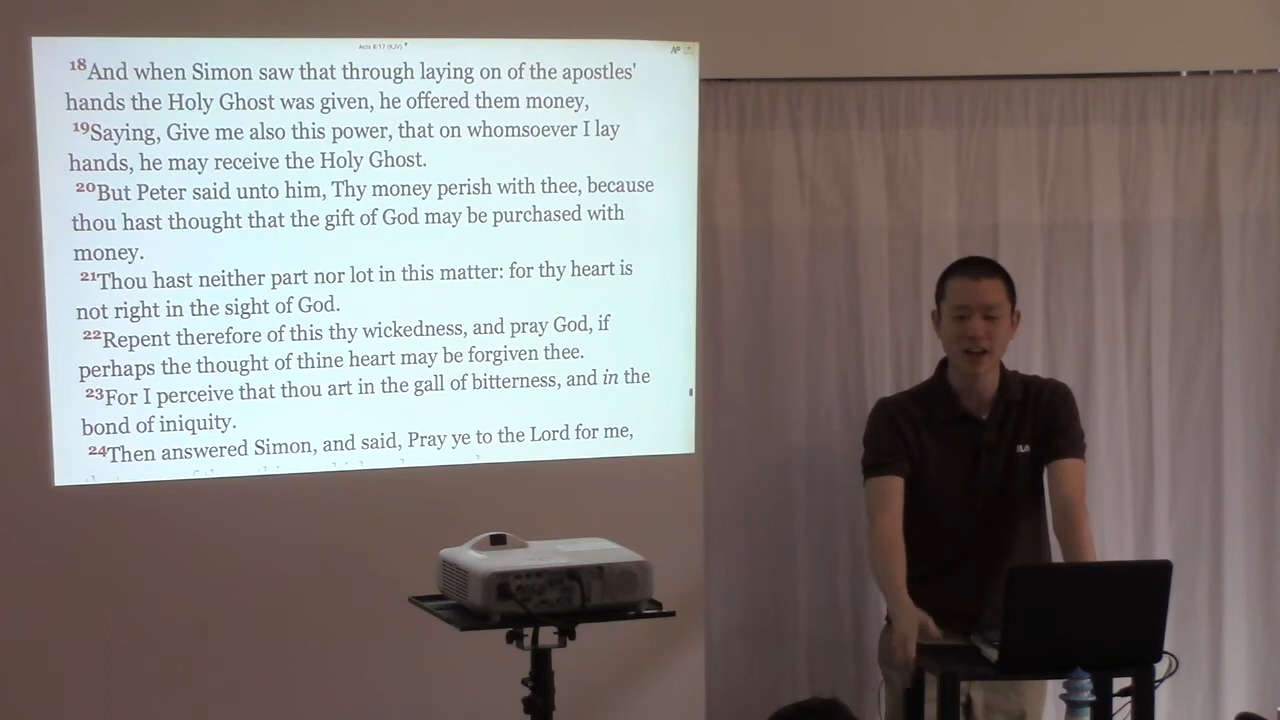 Acts 8:17 (KJV)
18And when Simon saw that through laying on of the apostles'
hands the Holy Ghost was given, he offered them money,
19Saying, Give me also this power, that on whomsoever I lay
hands, he may receive the Holy Ghost.
20But Peter said unto him, Thy money perish with thee, because
thou hast thought that the gift of God may be purchased with
money.
21Thou hast neither part nor lot in this matter: for thy heart is
not right in the sight of God.
22Repent therefore of this thy wickedness, and pray God, if
perhaps the thought of thine heart may be forgiven thee.
23For I perceive that thou art in the gall of bitterness, and in the
bond of iniquity.
24Then answered Simon, and said, Pray ye to the Lord for me,